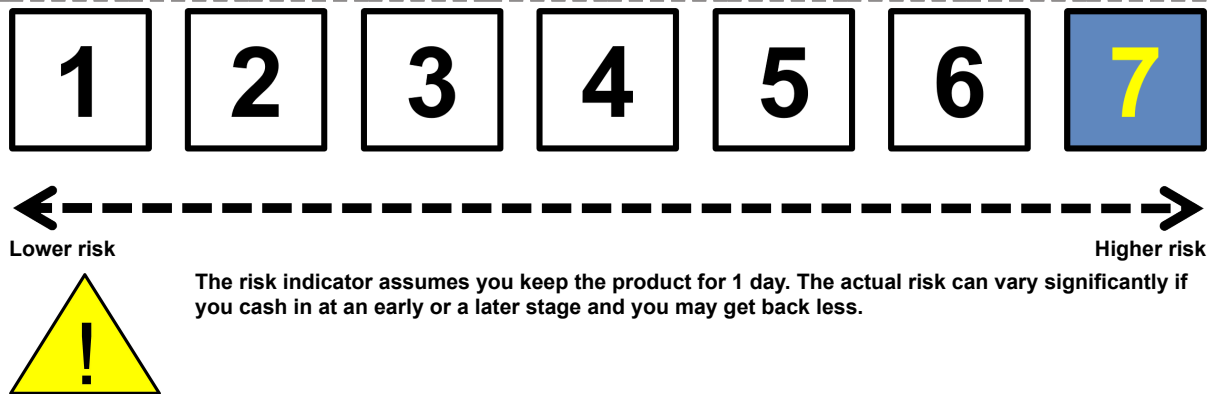 1 2 3 4 5 6 7
Lower risk Higher risk
The risk indicator assumes you keep the product for 1 day. The actual risk can vary significantly if
you cash in at an early or a later stage and you may get back less.
!